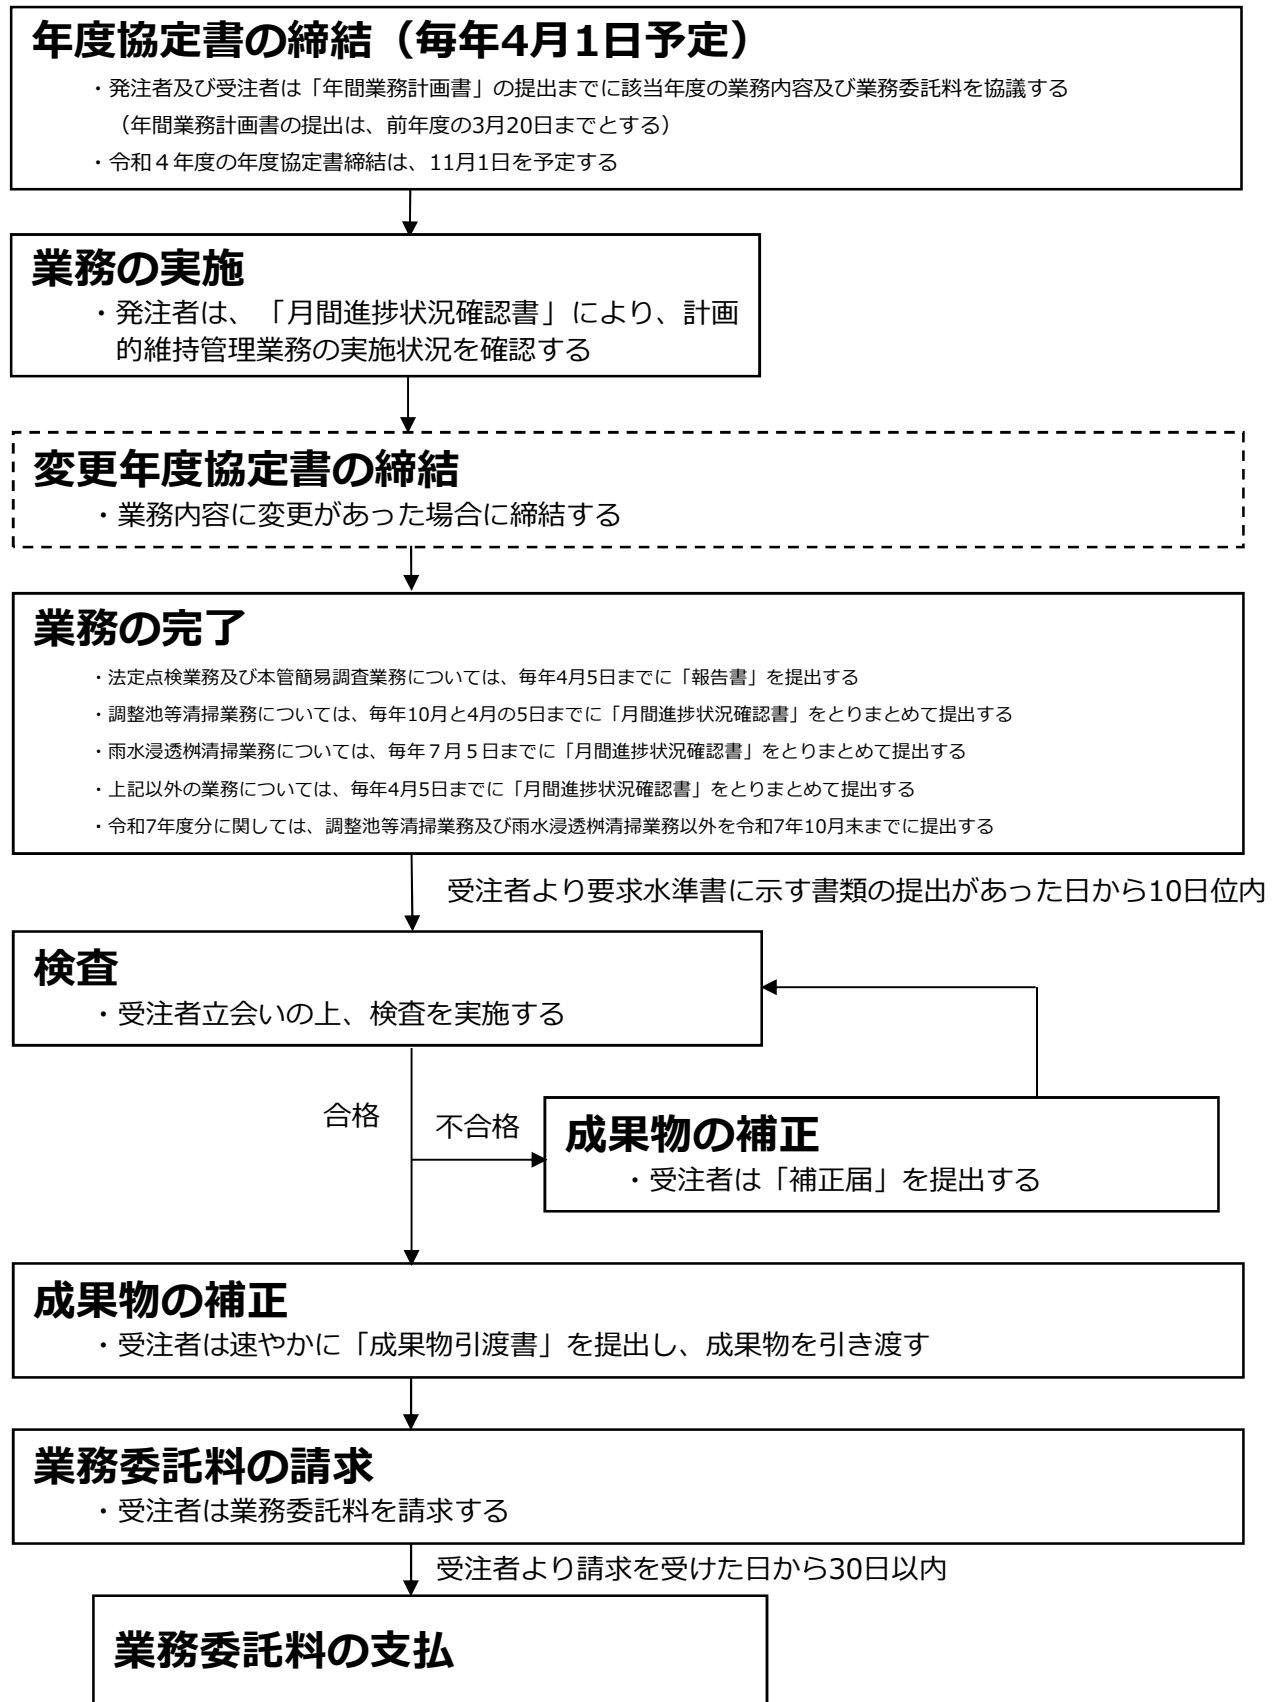 年度協定書の締結（毎年4月1日予定）
・発注者及び受注者は「年間業務計画書」の提出までに該当年度の業務内容及び業務委託料を協議する
（年間業務計画書の提出は、前年度の3月20日までとする）
・令和４年度の年度協定書締結は、11月1日を予定する
業務の実施
・発注者は、「月間進捗状況確認書」により、計画
的維持管理業務の実施状況を確認する
変更年度協定書の締結
・業務内容に変更があった場合に締結する
業務の完了
・法定点検業務及び本管簡易調査業務については、毎年4月5日までに「報告書」を提出する
・調整池等清掃業務については、毎年10月と4月の5日までに「月間進捗状況確認書」をとりまとめて提出する
・雨水浸透桝清掃業務については、毎年７月５日までに「月間進捗状況確認書」をとりまとめて提出する
・上記以外の業務については、毎年4月5日までに「月間進捗状況確認書」をとりまとめて提出する
・令和7年度分に関しては、調整池等清掃業務及び雨水浸透桝清掃業務以外を令和7年10月末までに提出する
受注者より要求水準書に示す書類の提出があった日から10日位内
検査
・受注者立会いの上、検査を実施する
合格
不合格
成果物の補正
・受注者は「補正届」を提出する
成果物の補正
・受注者は速やかに「成果物引渡書」を提出し、成果物を引き渡す
業務委託料の請求
・受注者は業務委託料を請求する
受注者より請求を受けた日から30日以内
業務委託料の支払